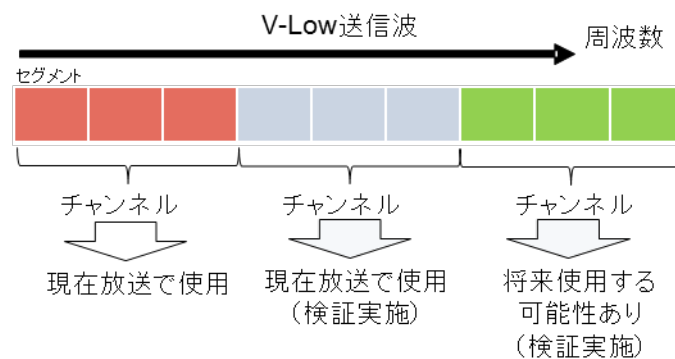 V-Low送信波
周波数
セグメント
チャンネル
チャンネル
チャンネル
現在放送で使用
現在放送で使用
(検証実施)
将来使用する
可能性あり
(検証実施)